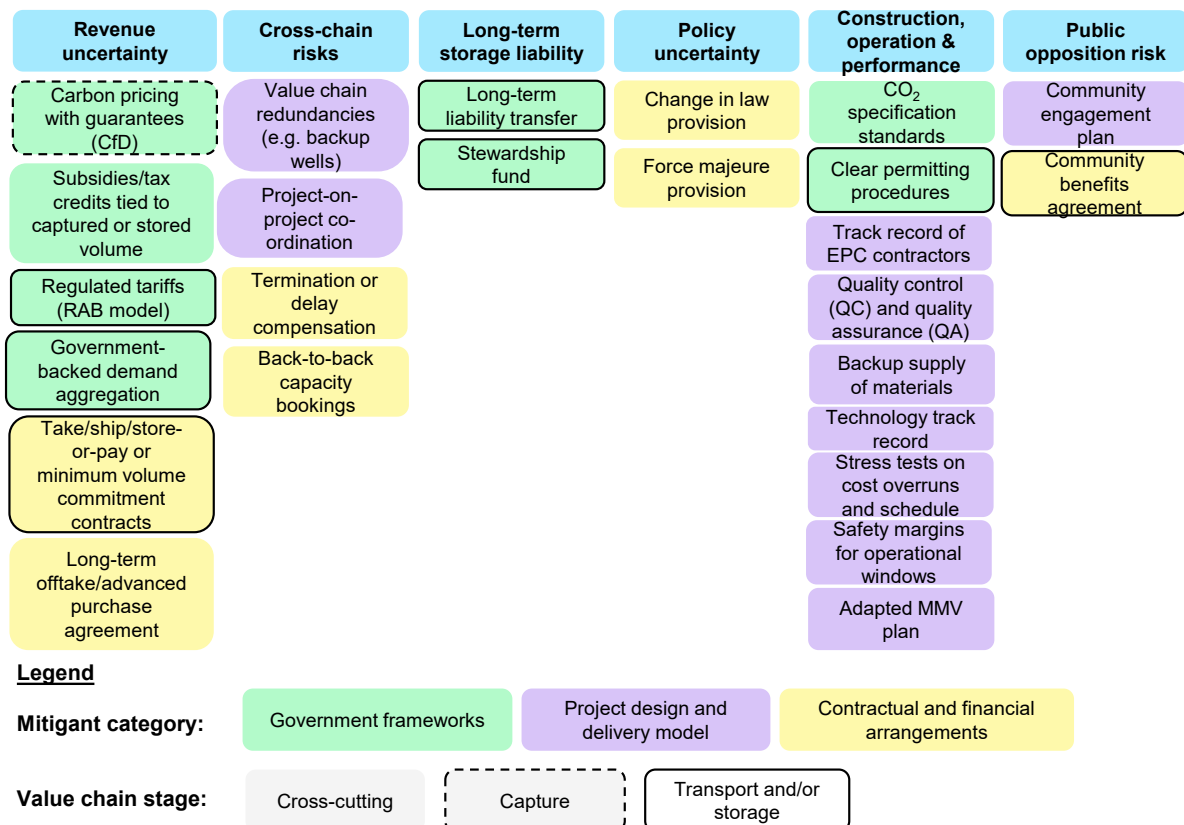 Revenue
uncertainty
Cross-chain
risks
Long-term
storage liability
Policy
uncertainty
Construction,
operation &
performance
Public
opposition risk
Carbon pricing
with guarantees
(CfD)
Subsidies/tax
credits tied to
captured or stored
volume
Regulated tariffs
(RAB model)
Government-
backed demand
aggregation
Take/ship/store-
or-pay or
minimum volume
commitment
contracts
Long-term
offtake/advanced
purchase
agreement
Value chain
redundancies
(e.g. backup
wells)
Project-on-
project co-
ordination
Termination or
delay
compensation
Back-to-back
capacity
bookings
Long-term
liability transfer
Stewardship
fund
Change in law
provision
Force majeure
provision
CO₂
specification
standards
Clear permitting
procedures
Track record of
EPC contractors
Quality control
(QC) and quality
assurance (QA)
Backup supply
of materials
Technology track
record
Stress tests on
cost overruns
and schedule
Safety margins
for operational
windows
Adapted MMV
plan
Community
engagement
plan
Community
benefits
agreement
Legend
Mitigant category:
Government frameworks
Project design and
delivery model
Contractual and financial
arrangements
Value chain stage:
Cross-cutting
Capture
Transport and/or
storage